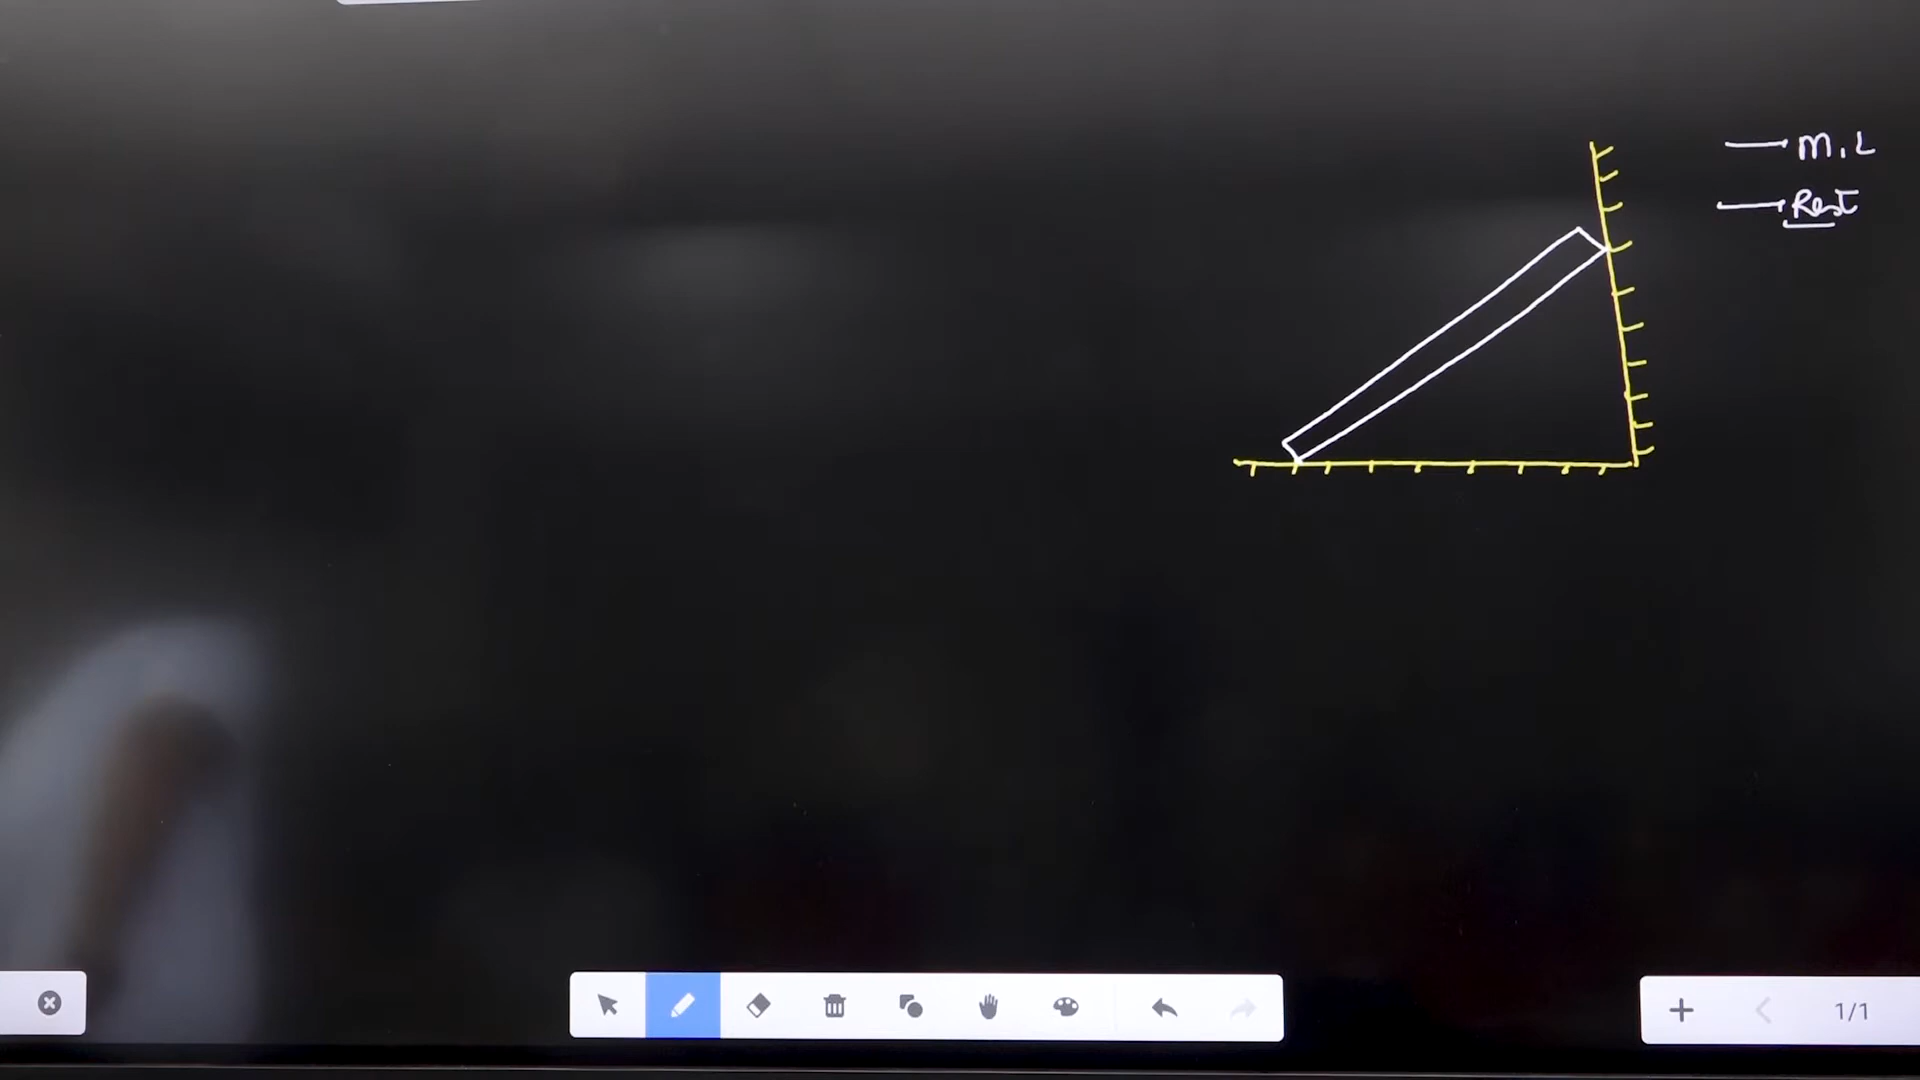 — m, L
— Rest
1/1